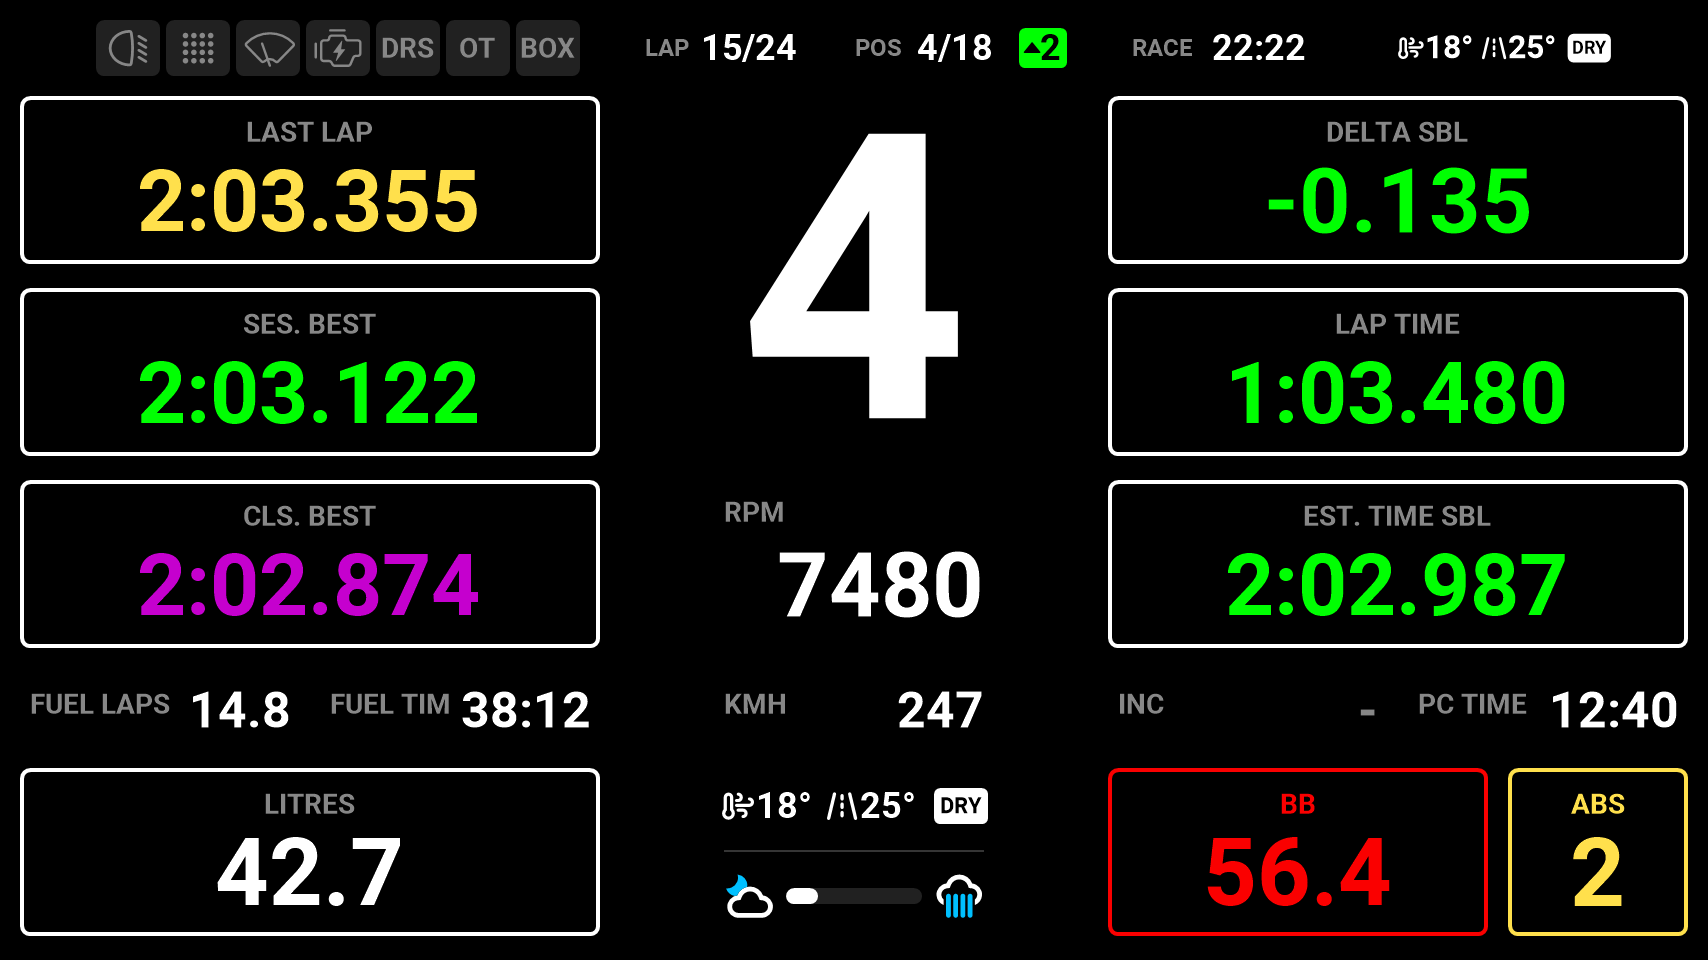 DRS OT BOX LAP 15/24 POS 4/18 2 RACE 22:22 18° 25° DRY
LAST LAP
2:03.355
SES. BEST
2:03.122
CLS. BEST
2:02.874
4
RPM
7480
DELTA SBL
-0.135
LAP TIME
1:03.480
EST. TIME SBL
2:02.987
FUEL LAPS 14.8 FUEL TIM 38:12
KMH 247
INC - PC TIME 12:40
LITRES
42.7
18° 25° DRY
BB
56.4
ABS
2